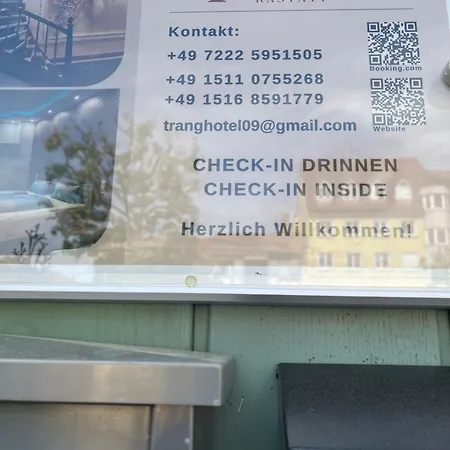 RASTATT
Kontakt:
+49 7222 5951505
+49 1511 0755268
+49 1516 8591779
tranghotel09@gmail.com
Booking.com
Website
CHECK-IN DRINNEN
CHECK-IN INSiDE
Herzlich Willkommen!